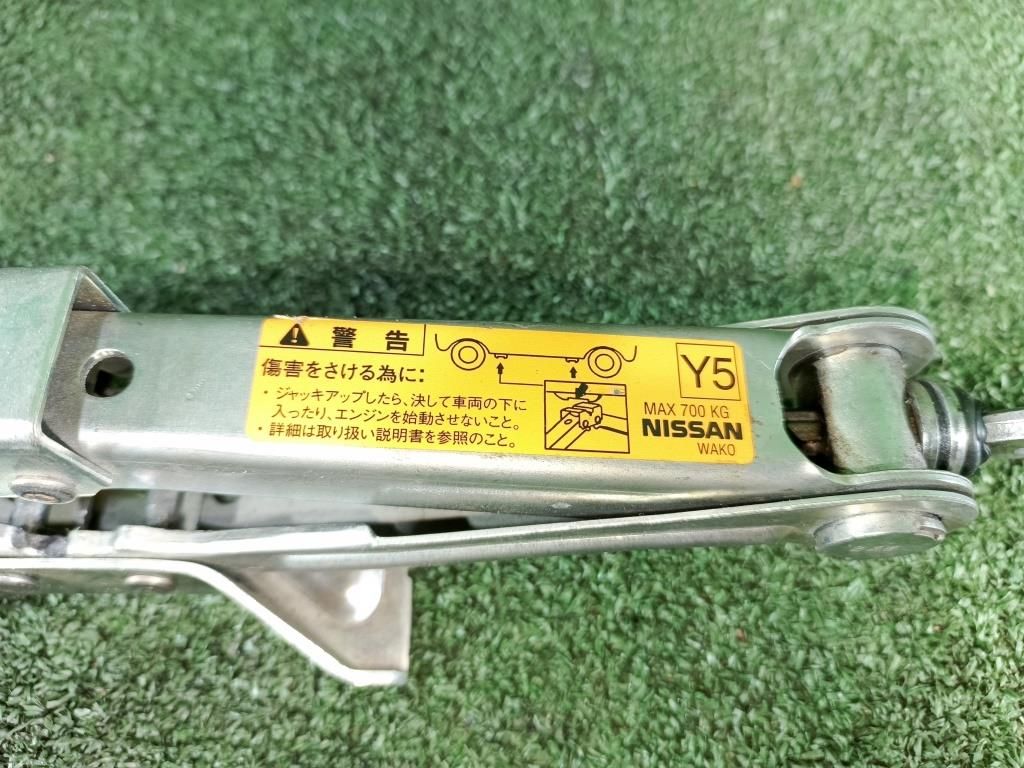 警告
傷害をさける為に:
・ジャッキアップしたら、決して車両の下に
入ったり、エンジンを始動させないこと。
・詳細は取り扱い説明書を参照のこと。
Y5
MAX 700 KG
NISSAN
WAKO